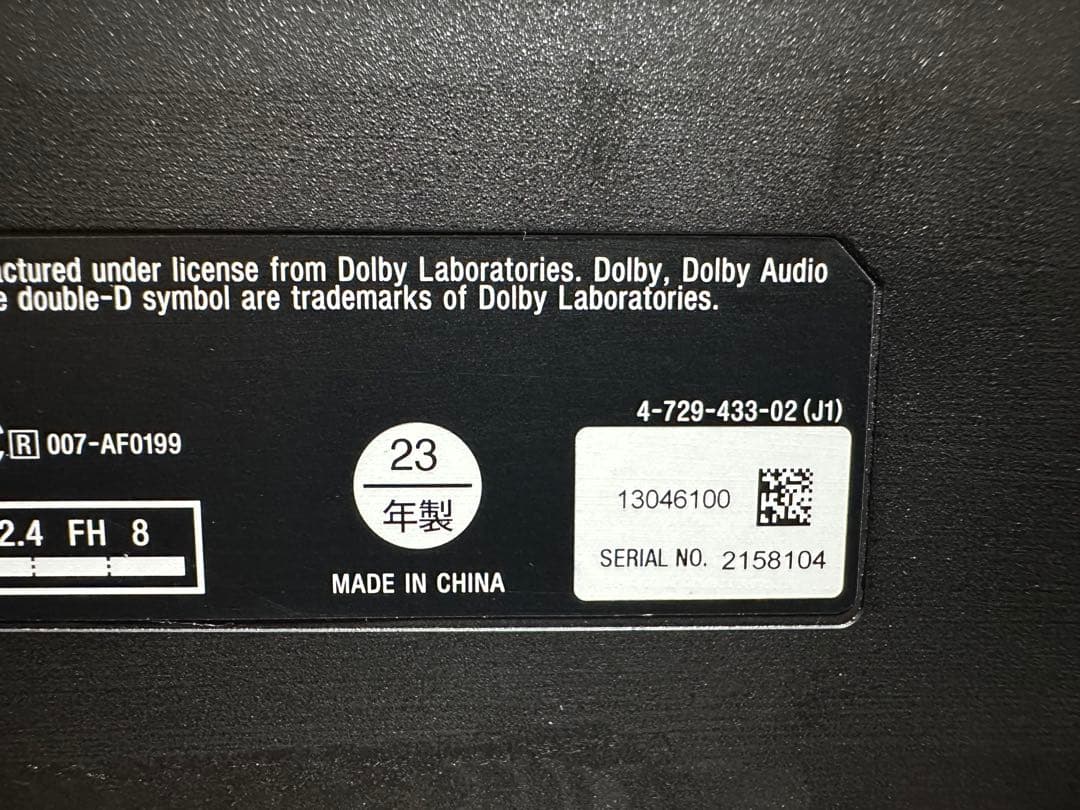 ctured under license from Dolby Laboratories. Dolby, Dolby Audio
double-D symbol are trademarks of Dolby Laboratories.
4-729-433-02 (J1)
R 007-AF0199
23
年製
13046100
2.4 FH 8
SERIAL NO. 2158104
MADE IN CHINA